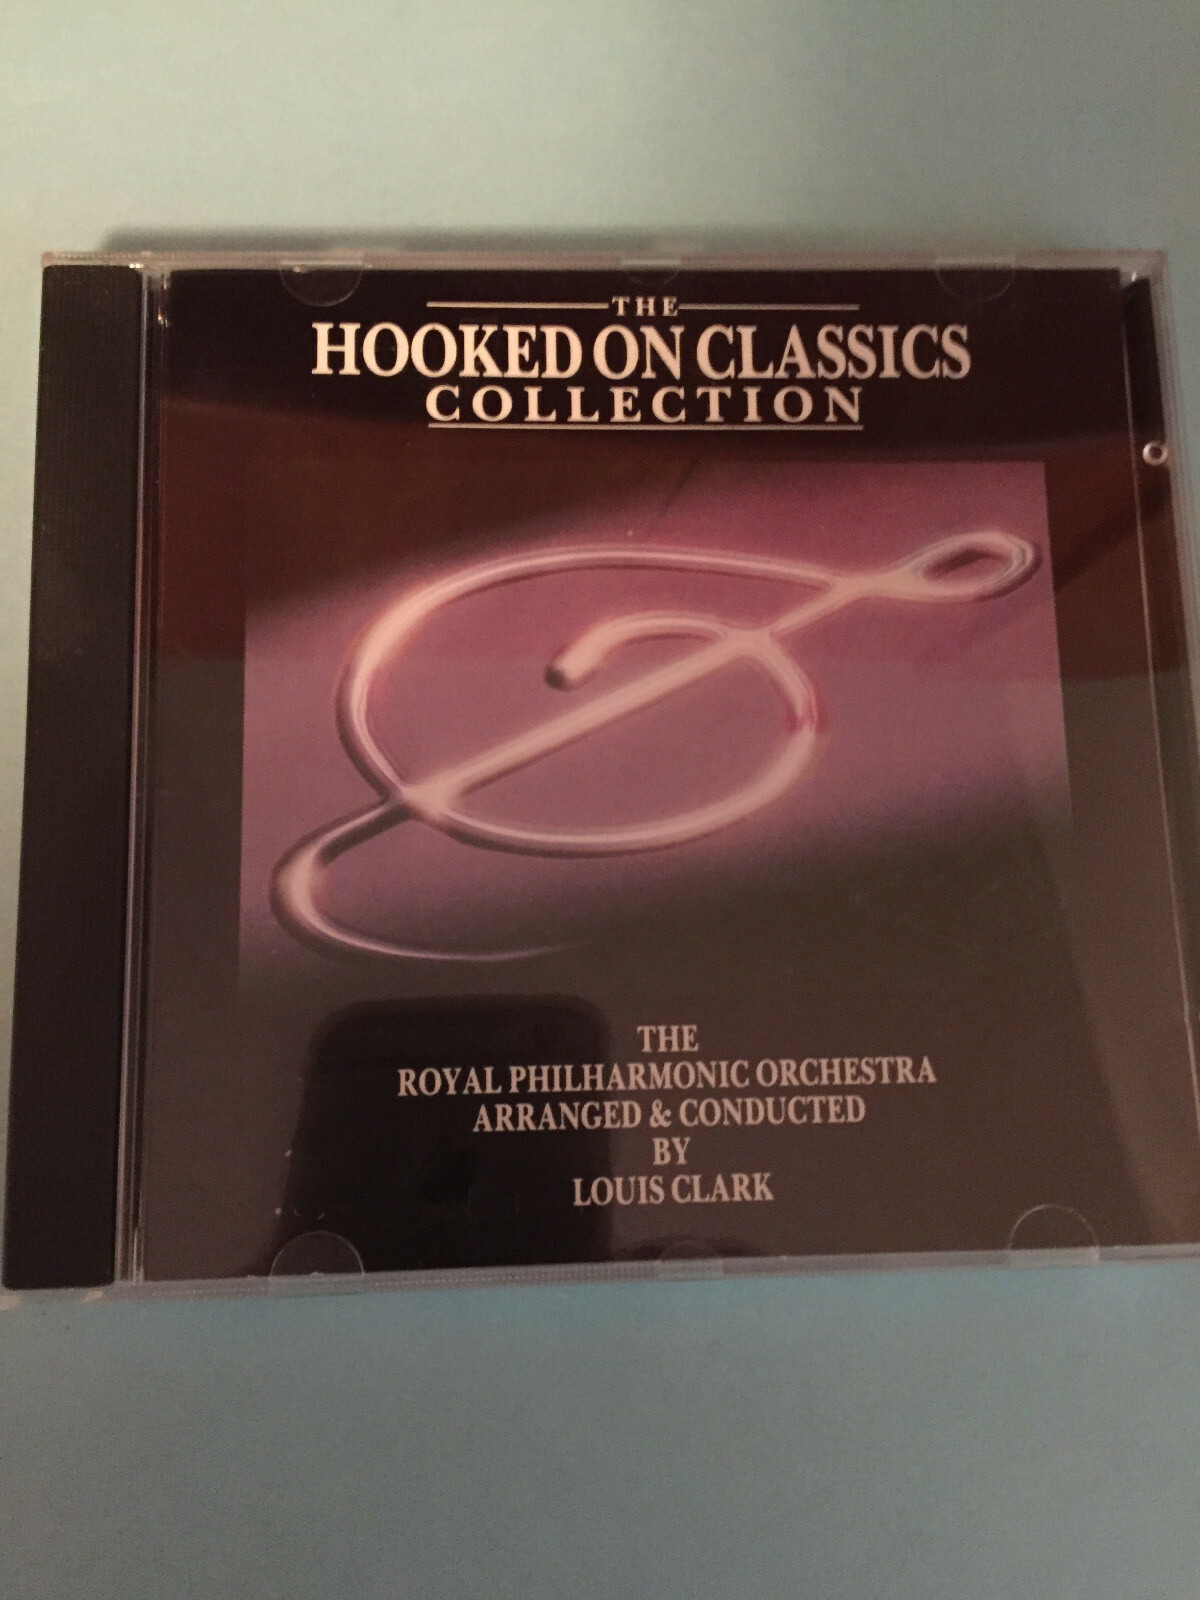 THE
HOOKED ON CLASSICS
COLLECTION
THE
ROYAL PHILHARMONIC ORCHESTRA
ARRANGED & CONDUCTED
BY
LOUIS CLARK